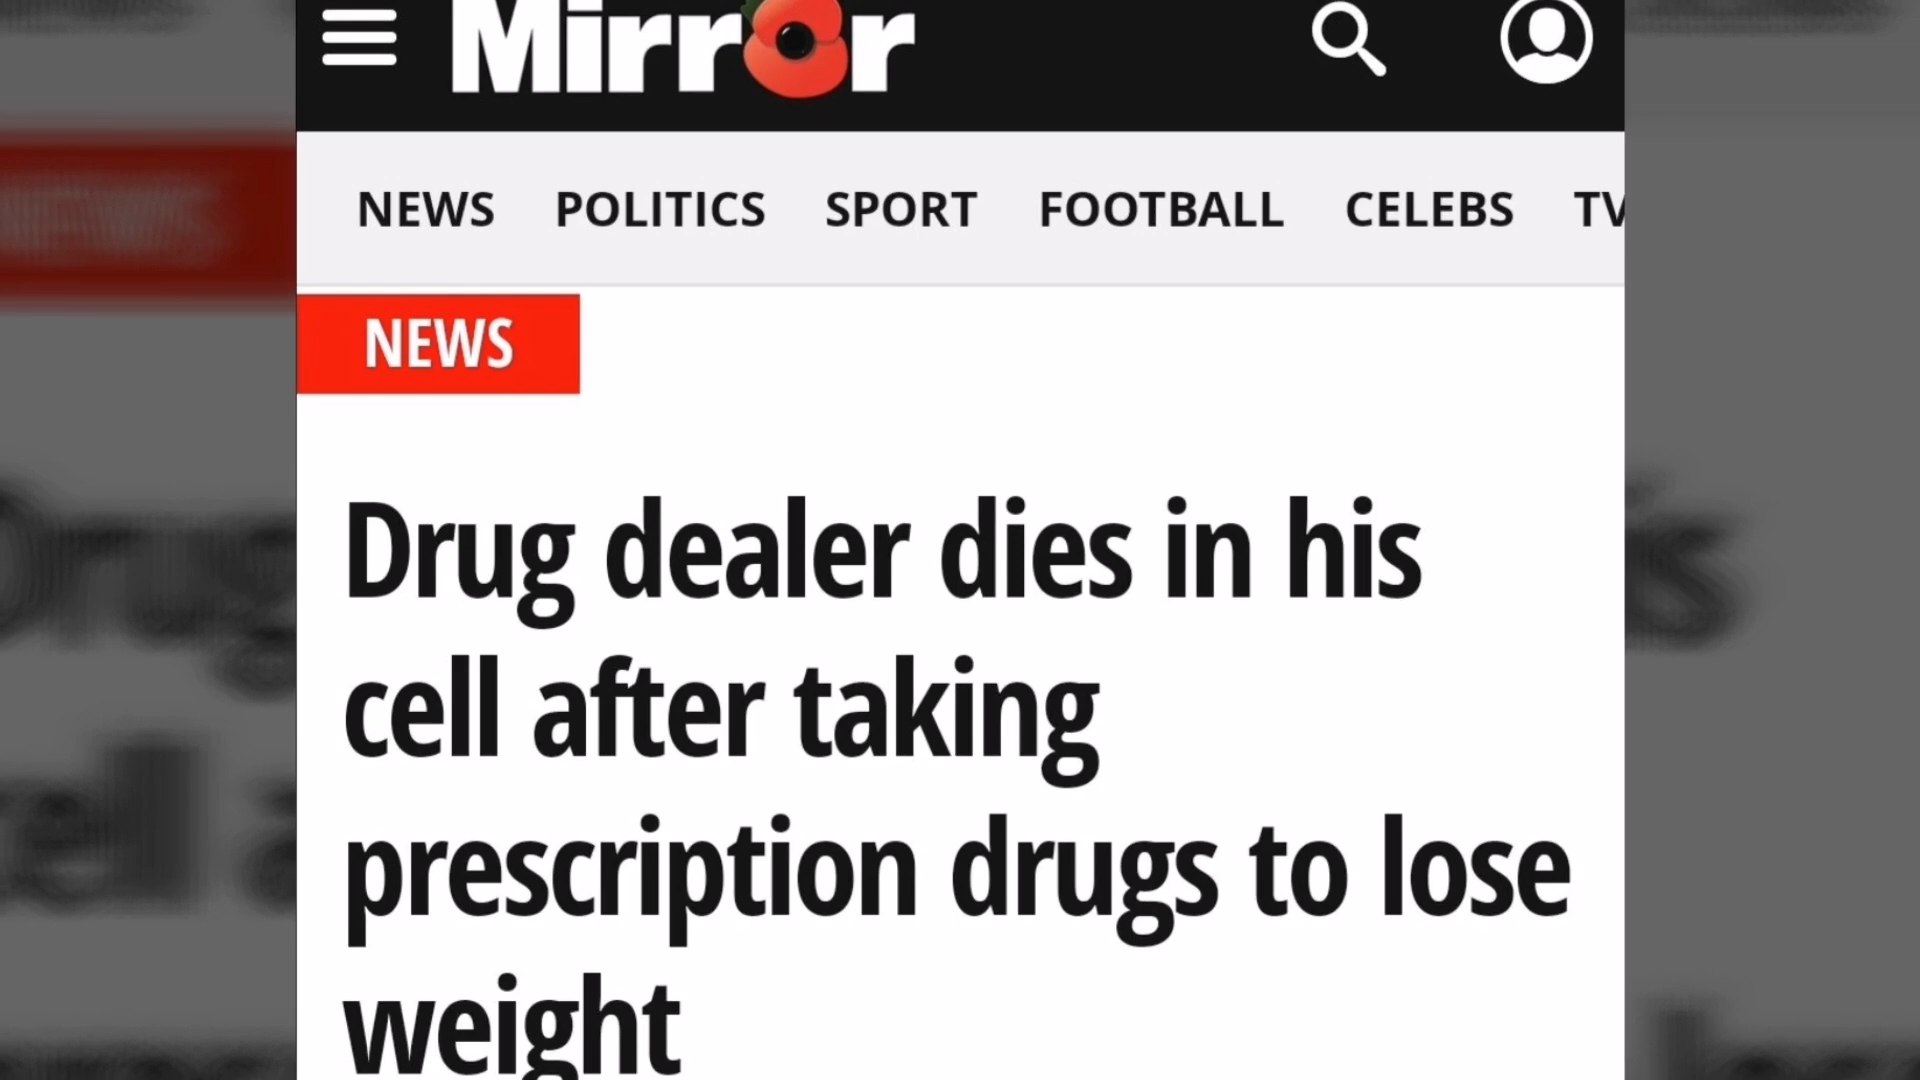 Mirror
NEWS POLITICS SPORT FOOTBALL CELEBS TV
NEWS
Drug dealer dies in his
cell after taking
prescription drugs to lose
weight